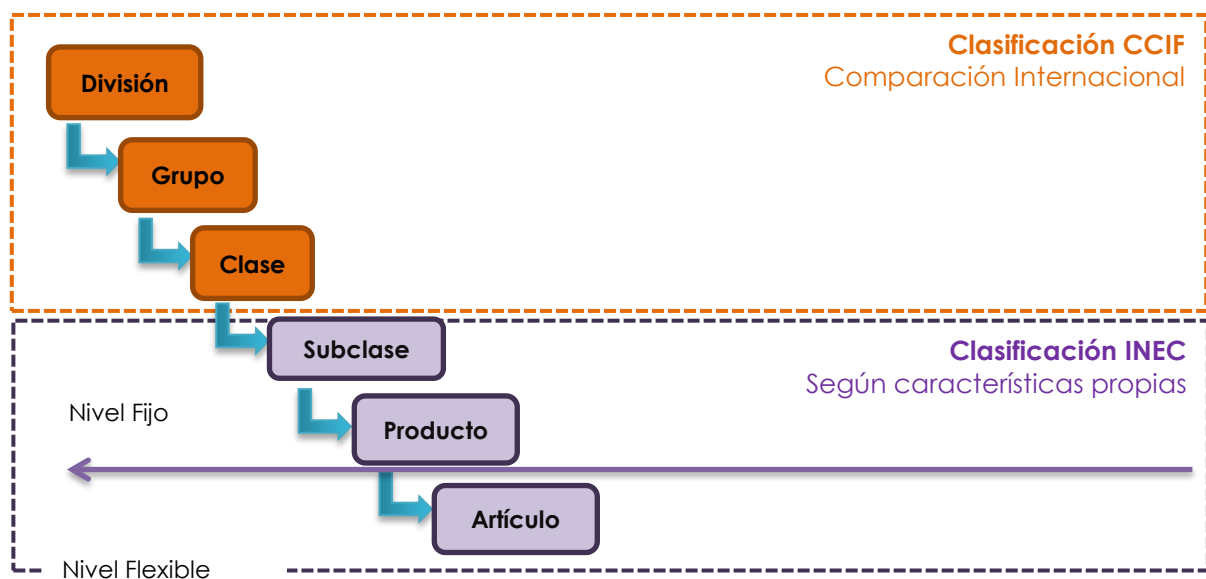 Clasificación CCIF
Comparación Internacional
División
Grupo
Clase
Subclase
Clasificación INEC
Según características propias
Nivel Fijo
Producto
Artículo
Nivel Flexible